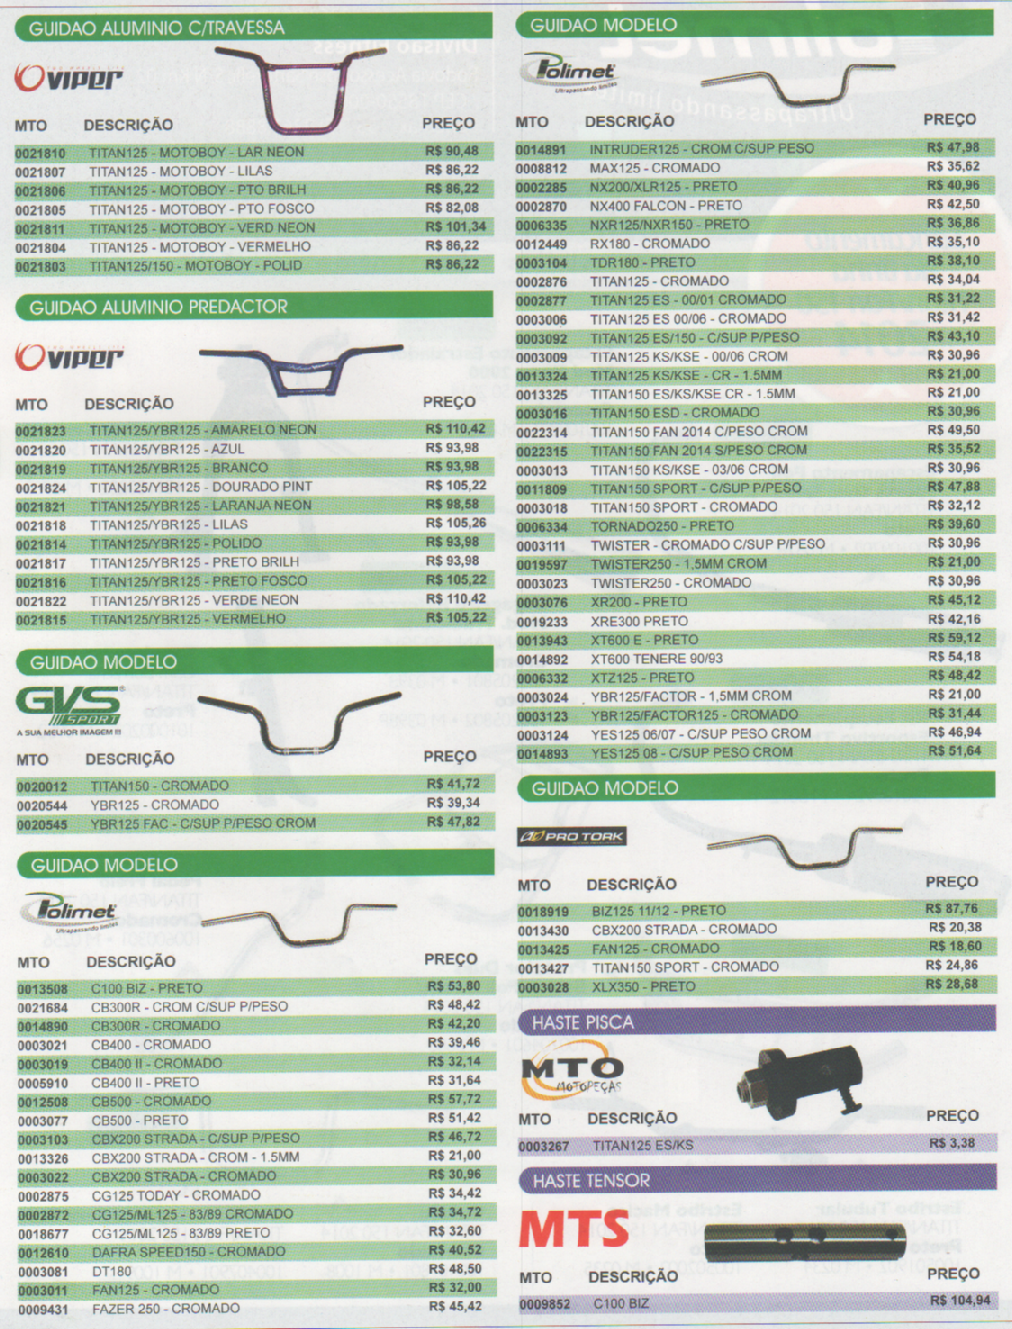 GUIDAO ALUMINIO C/TRAVESSA
VIPER
MTO DESCRIÇÃO PREÇO
0021810 TITAN125 - MOTOBOY - LAR NEON R$ 90,48
0021807 TITAN125 - MOTOBOY - LILAS R$ 86,22
0021806 TITAN125 - MOTOBOY - PTO BRILH R$ 86,22
0021805 TITAN125 - MOTOBOY - PTO FOSCO R$ 82,08
0021811 TITAN125 - MOTOBOY - VERD NEON R$ 101,34
0021804 TITAN125 - MOTOBOY - VERMELHO R$ 86,22
0021803 TITAN125/150 - MOTOBOY - POLID R$ 86,22
GUIDAO ALUMINIO PREDACTOR
VIPER
MTO DESCRIÇÃO PREÇO
0021823 TITAN125/YBR125 - AMARELO NEON R$ 110,42
0021820 TITAN125/YBR125 - AZUL R$ 93,98
0021819 TITAN125/YBR125 - BRANCO R$ 93,98
0021824 TITAN125/YBR125 - DOURADO PINT R$ 105,22
0021821 TITAN125/YBR125 - LARANJA NEON R$ 98,58
0021818 TITAN125/YBR125 - LILAS R$ 105,26
0021814 TITAN125/YBR125 - POLIDO R$ 93,98
0021817 TITAN125/YBR125 - PRETO BRILH R$ 93,98
0021816 TITAN125/YBR125 - PRETO FOSCO R$ 105,22
0021822 TITAN125/YBR125 - VERDE NEON R$ 110,42
0021815 TITAN125/YBR125 - VERMELHO R$ 105,22
GUIDAO MODELO
GVS
SPORT
A SUA MELHOR IMAGEM !!!
MTO DESCRIÇÃO PREÇO
0020012 TITAN150 - CROMADO R$ 41,72
0020544 YBR125 - CROMADO R$ 39,34
0020545 YBR125 FAC - C/SUP P/PESO CROM R$ 47,82
GUIDAO MODELO
Polimet
Ultrapassando limites
MTO DESCRIÇÃO PREÇO
0013508 C100 BIZ - PRETO R$ 53,80
0021684 CB300R - CROM C/SUP P/PESO R$ 48,42
0014890 CB300R - CROMADO R$ 42,20
0003021 CB400 - CROMADO R$ 39,46
0003019 CB400 II - CROMADO R$ 32,14
0005910 CB400 II - PRETO R$ 31,64
0012508 CB500 - CROMADO R$ 57,72
0003077 CB500 - PRETO R$ 51,42
0003103 CBX200 STRADA - C/SUP P/PESO R$ 46,72
0013326 CBX200 STRADA - CROM - 1.5MM R$ 21,00
0003022 CBX200 STRADA - CROMADO R$ 30,96
0002875 CG125 TODAY - CROMADO R$ 34,42
0002872 CG125/ML125 - 83/89 CROMADO R$ 34,72
0018677 CG125/ML125 - 83/89 PRETO R$ 32,60
0012610 DAFRA SPEED150 - CROMADO R$ 40,52
0003081 DT180 R$ 48,50
0003011 FAN125 - CROMADO R$ 32,00
0009431 FAZER 250 - CROMADO R$ 45,42
GUIDAO MODELO
Polimet
Ultrapassando limites
MTO DESCRIÇÃO PREÇO
0014891 INTRUDER125 - CROM C/SUP PESO R$ 47,98
0008812 MAX125 - CROMADO R$ 35,62
0002285 NX200/XLR125 - PRETO R$ 40,96
0002870 NX400 FALCON - PRETO R$ 42,50
0006335 NXR125/NXR150 - PRETO R$ 36,86
0012449 RX180 - CROMADO R$ 35,10
0003104 TDR180 - PRETO R$ 38,10
0002876 TITAN125 - CROMADO R$ 34,04
0002877 TITAN125 ES - 00/01 CROMADO R$ 31,22
0003006 TITAN125 ES 00/06 - CROMADO R$ 31,42
0003092 TITAN125 ES/150 - C/SUP P/PESO R$ 43,10
0003009 TITAN125 KS/KSE - 00/06 CROM R$ 30,96
0013324 TITAN125 KS/KSE - CR - 1.5MM R$ 21,00
0013325 TITAN150 ES/KS/KSE CR - 1.5MM R$ 21,00
0003016 TITAN150 ESD - CROMADO R$ 30,96
0022314 TITAN150 FAN 2014 C/PESO CROM R$ 49,50
0022315 TITAN150 FAN 2014 S/PESO CROM R$ 35,52
0003013 TITAN150 KS/KSE - 03/06 CROM R$ 30,96
0011809 TITAN150 SPORT - C/SUP P/PESO R$ 47,88
0003018 TITAN150 SPORT - CROMADO R$ 32,12
0006334 TORNADO250 - PRETO R$ 39,60
0003111 TWISTER - CROMADO C/SUP P/PESO R$ 30,96
0019597 TWISTER250 - 1,5MM CROM R$ 21,00
0003023 TWISTER250 - CROMADO R$ 30,96
0003076 XR200 - PRETO R$ 45,12
0019233 XRE300 PRETO R$ 42,16
0013943 XT600 E - PRETO R$ 59,12
0014892 XT600 TENERE 90/93 R$ 54,18
0006332 XTZ125 - PRETO R$ 48,42
0003024 YBR125/FACTOR - 1,5MM CROM R$ 21,00
0003123 YBR125/FACTOR125 - CROMADO R$ 31,44
0003124 YES125 06/07 - C/SUP PESO CROM R$ 46,94
0014893 YES125 08 - C/SUP PESO CROM R$ 51,64
GUIDAO MODELO
PRO TORK
MTO DESCRIÇÃO PREÇO
0018919 BIZ125 11/12 - PRETO R$ 87,76
0013430 CBX200 STRADA - CROMADO R$ 20,38
0013425 FAN125 - CROMADO R$ 18,60
0013427 TITAN150 SPORT - CROMADO R$ 24,86
0003028 XLX350 - PRETO R$ 28,68
HASTE PISCA
MTO
MOTOPEÇAS
MTO DESCRIÇÃO PREÇO
0003267 TITAN125 ES/KS R$ 3,38
HASTE TENSOR
MTS
MTO DESCRIÇÃO PREÇO
0009852 C100 BIZ R$ 104,94